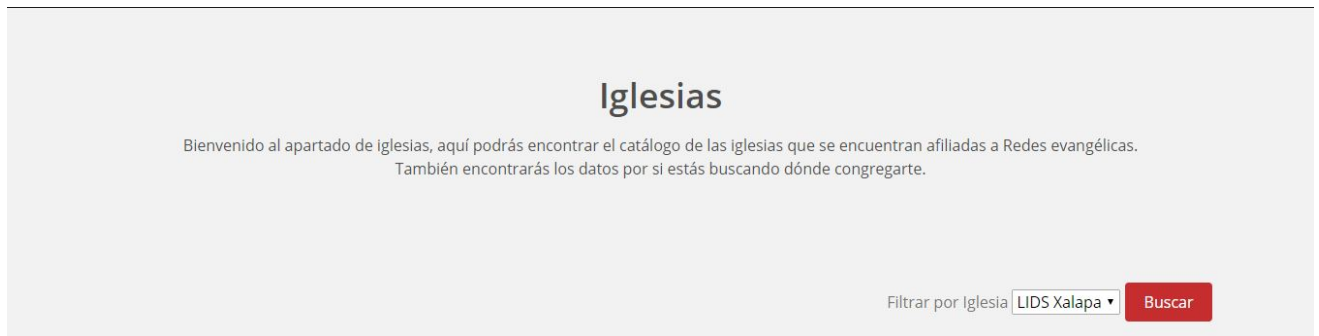 Iglesias
Bienvenido al apartado de iglesias, aquí podrás encontrar el catálogo de las iglesias que se encuentran afiliadas a Redes evangélicas.
También encontrarás los datos por si estás buscando dónde congregarte.
Filtrar por Iglesia LIDS Xalapa Buscar